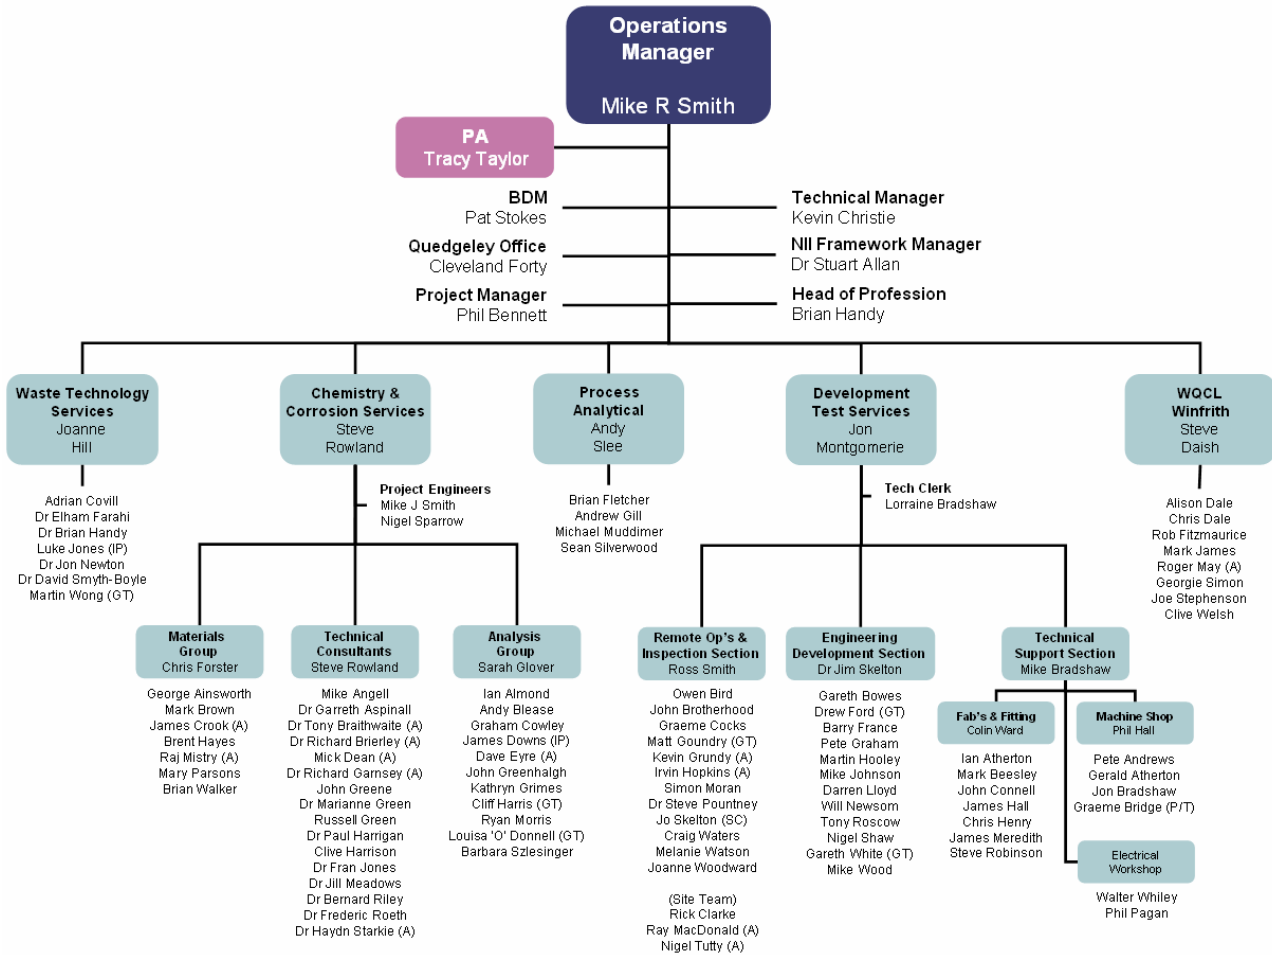 Operations
Manager
Mike R Smith
PA
Tracy Taylor
BDM
Pat Stokes
Technical Manager
Kevin Christie
Quedgeley Office
Cleveland Forty
NII Framework Manager
Dr Stuart Allan
Project Manager
Phil Bennett
Head of Profession
Brian Handy
Waste Technology
Services
Joanne
Hill
Adrian Covill
Dr Elham Farahi
Dr Brian Handy
Luke Jones (IP)
Dr Jon Newton
Dr David Smyth-Boyle
Martin Wong (GT)
Chemistry &
Corrosion Services
Steve
Rowland
Project Engineers
Mike J Smith
Nigel Sparrow
Materials
Group
Chris Forster
George Ainsworth
Mark Brown
James Crook (A)
Brent Hayes
Raj Mistry (A)
Mary Parsons
Brian Walker
Technical
Consultants
Steve Rowland
Mike Angell
Dr Garreth Aspinall
Dr Tony Braithwaite (A)
Dr Richard Brierley (A)
Mick Dean (A)
Dr Richard Garnsey (A)
John Greene
Dr Marianne Green
Russell Green
Dr Paul Harrigan
Clive Harrison
Dr Fran Jones
Dr Jill Meadows
Dr Bernard Riley
Dr Frederic Roeth
Dr Haydn Starkie (A)
Analysis
Group
Sarah Glover
Ian Almond
Andy Blease
Graham Cowley
James Downs (IP)
Dave Eyre (A)
John Greenhalgh
Kathryn Grimes
Cliff Harris (GT)
Ryan Morris
Louisa 'O' Donnell (GT)
Barbara Szlesinger
Process
Analytical
Andy
Slee
Brian Fletcher
Andrew Gill
Michael Muddimer
Sean Silverwood
Development
Test Services
Jon
Montgomerie
Tech Clerk
Lorraine Bradshaw
Remote Op's &
Inspection Section
Ross Smith
Owen Bird
John Brotherhood
Graeme Cocks
Matt Goundry (GT)
Kevin Grundy (A)
Irvin Hopkins (A)
Simon Moran
Dr Steve Pountney
Jo Skelton (SC)
Craig Waters
Melanie Watson
Joanne Woodward
(Site Team)
Rick Clarke
Ray MacDonald (A)
Nigel Tutty (A)
Engineering
Development Section
Dr Jim Skelton
Gareth Bowes
Drew Ford (GT)
Barry France
Pete Graham
Martin Hooley
Mike Johnson
Darren Lloyd
Will Newsom
Tony Roscow
Nigel Shaw
Gareth White (GT)
Mike Wood
Technical
Support Section
Mike Bradshaw
Fab's & Fitting
Colin Ward
Ian Atherton
Mark Beesley
John Connell
James Hall
Chris Henry
James Meredith
Steve Robinson
Machine Shop
Phil Hall
Pete Andrews
Gerald Atherton
Jon Bradshaw
Graeme Bridge (P/T)
Electrical
Workshop
Walter Whiley
Phil Pagan
WQCL
Winfrith
Steve
Daish
Alison Dale
Chris Dale
Rob Fitzmaurice
Mark James
Roger May (A)
Georgie Simon
Joe Stephenson
Clive Welsh